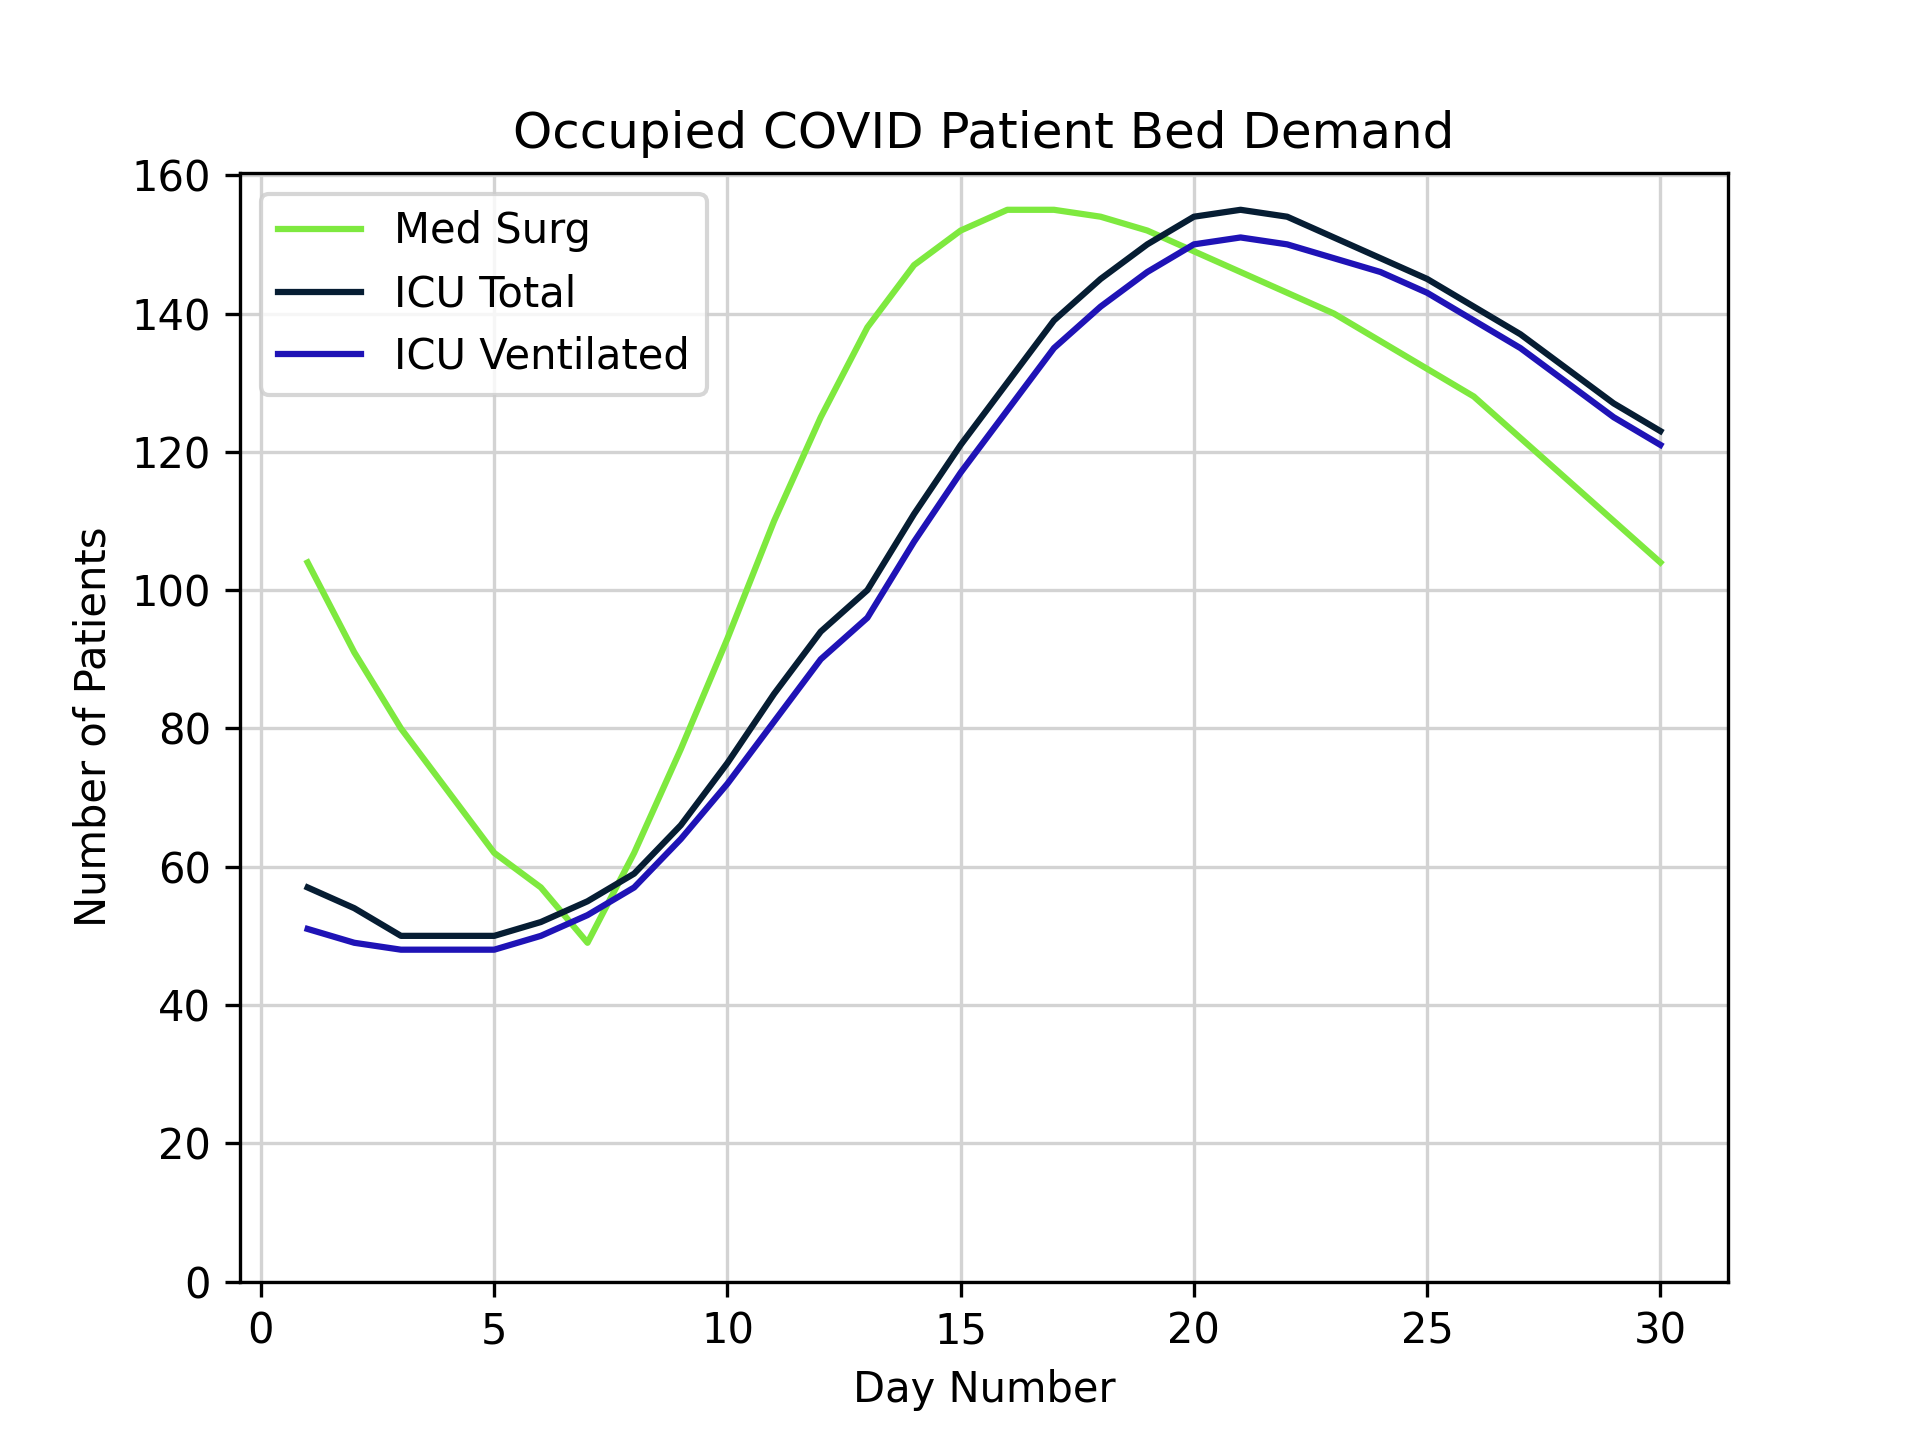 Occupied COVID Patient Bed Demand
160
140
120
100
80
60
40
20
0
Number of Patients
Med Surg
ICU Total
ICU Ventilated
0 5 10 15 20 25 30
Day Number